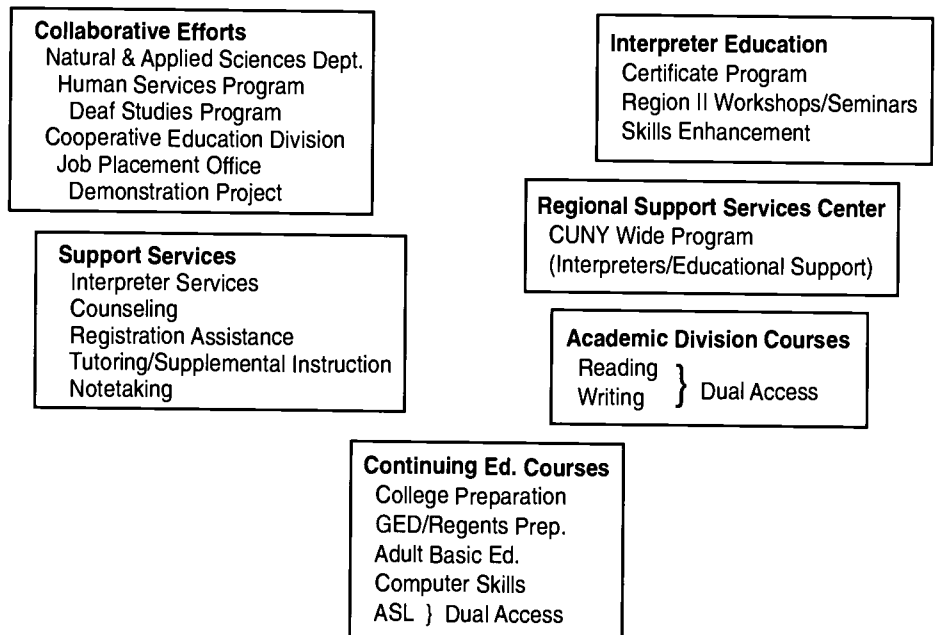 Collaborative Efforts
Natural & Applied Sciences Dept.
Human Services Program
Deaf Studies Program
Cooperative Education Division
Job Placement Office
Demonstration Project
Support Services
Interpreter Services
Counseling
Registration Assistance
Tutoring/Supplemental Instruction
Notetaking
Interpreter Education
Certificate Program
Region II Workshops/Seminars
Skills Enhancement
Regional Support Services Center
CUNY Wide Program
(Interpreters/Educational Support)
Academic Division Courses
Reading
Writing } Dual Access
Continuing Ed. Courses
College Preparation
GED/Regents Prep.
Adult Basic Ed.
Computer Skills
ASL } Dual Access